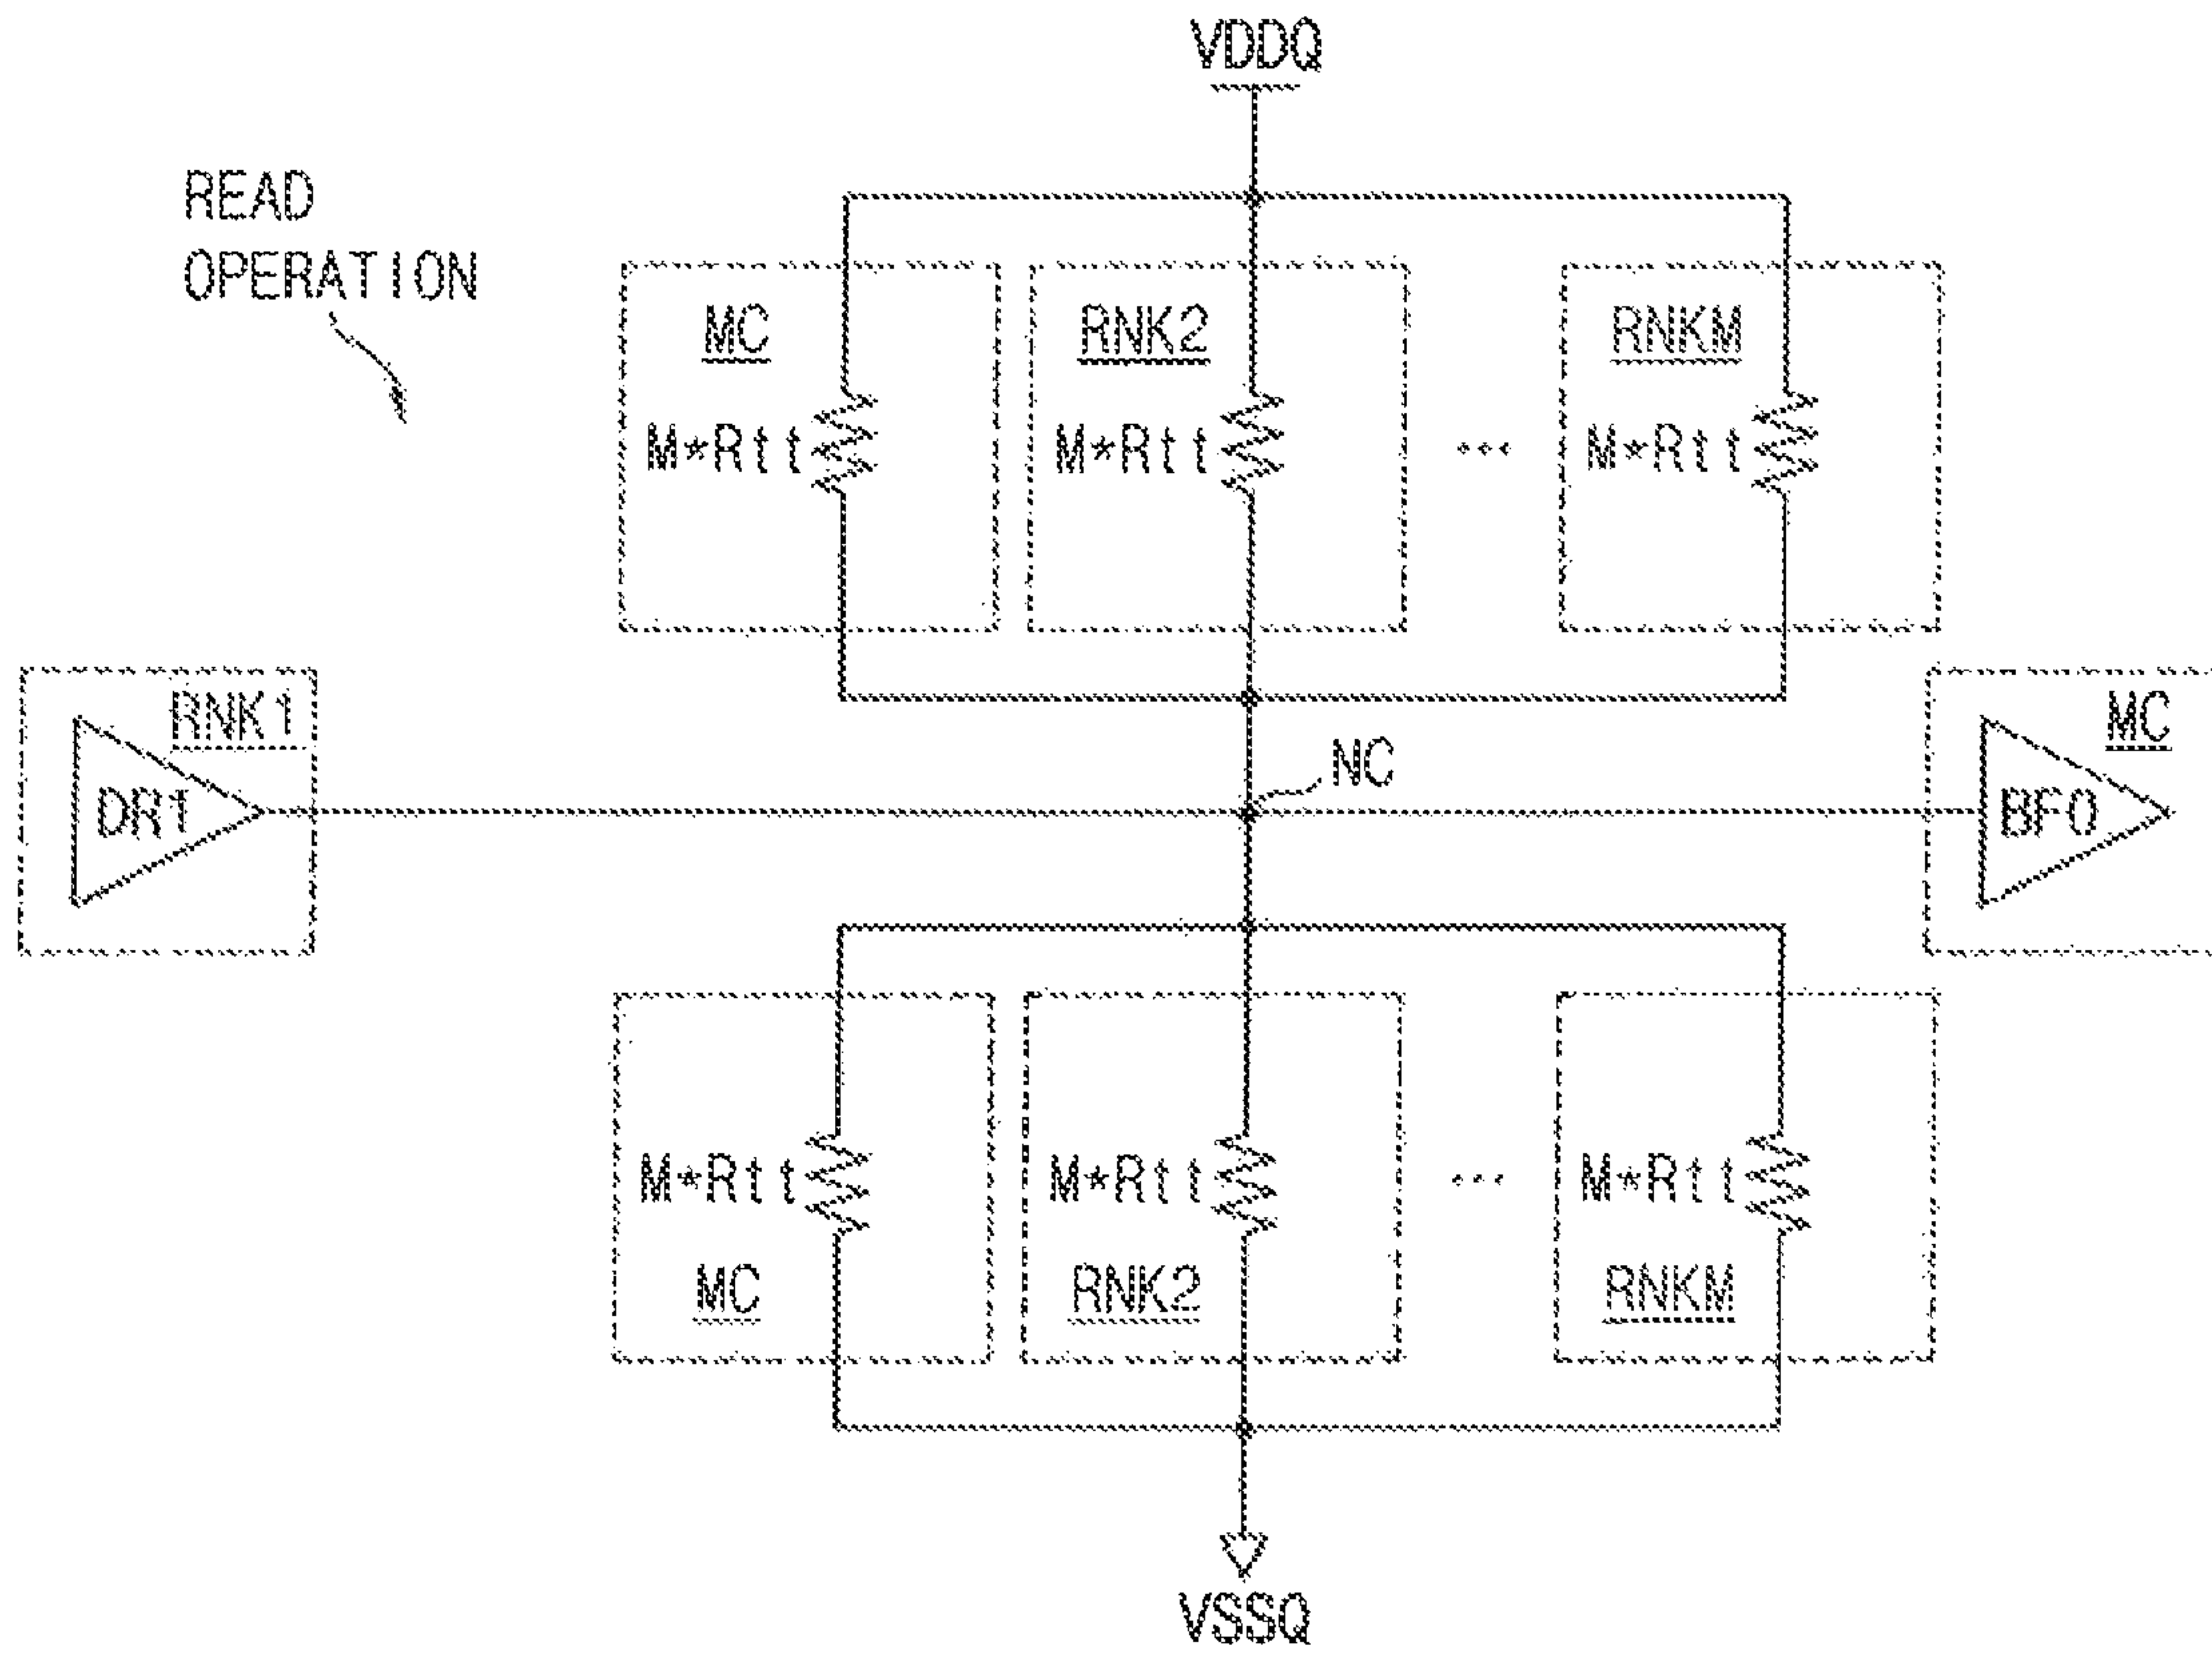 VDDQ
READ
OPERATION
MC
RNK2
RNKM
M*Rtt
M*Rtt
...
M*Rtt
RNK1
MC
NC
DR1
BF0
M*Rtt
M*Rtt
...
M*Rtt
MC
RNK2
RNKM
VSSQ